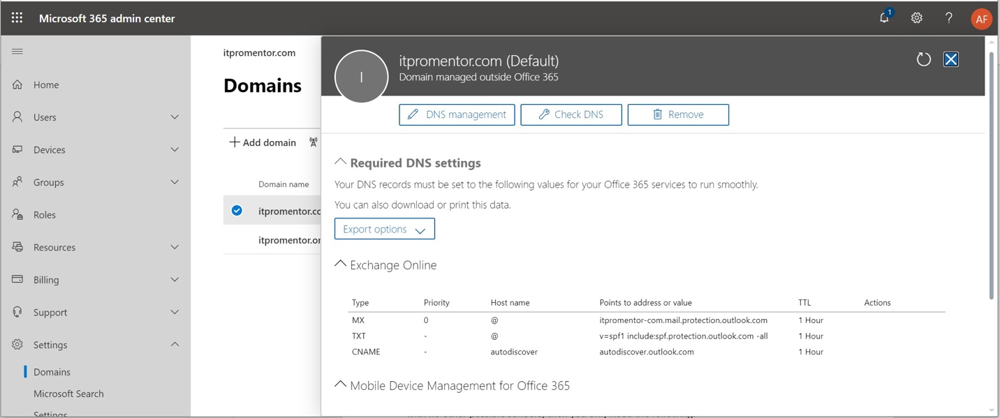 Microsoft 365 admin center
1
?
AF
Home
Users
Devices
Groups
Roles
Resources
Billing
Support
Settings
Domains
Microsoft Search
Settings
itpromentor.com
Domains
Add domain
Domain name
itpromentor.co
itpromentor.or
I
itpromentor.com (Default)
Domain managed outside Office 365
DNS management
Check DNS
Remove
Required DNS settings
Your DNS records must be set to the following values for your Office 365 services to run smoothly.
You can also download or print this data.
Export options
Exchange Online
Type Priority Host name Points to address or value TTL Actions
MX 0 @ itpromentor-com.mail.protection.outlook.com 1 Hour
TXT - @ v=spf1 include:spf.protection.outlook.com -all 1 Hour
CNAME - autodiscover autodiscover.outlook.com 1 Hour
Mobile Device Management for Office 365